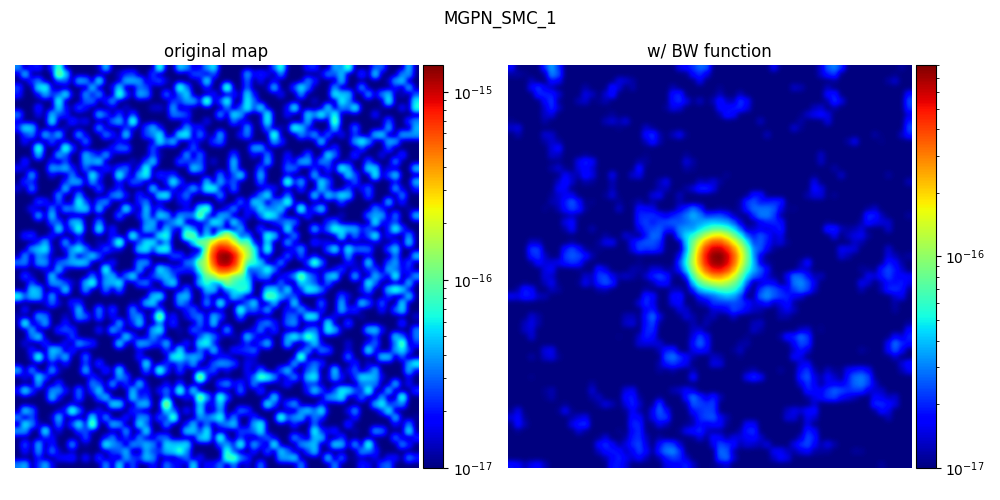 MGPN_SMC_1
original map
w/ BW function
10⁻¹⁵
10⁻¹⁶
10⁻¹⁷
10⁻¹⁶
10⁻¹⁷